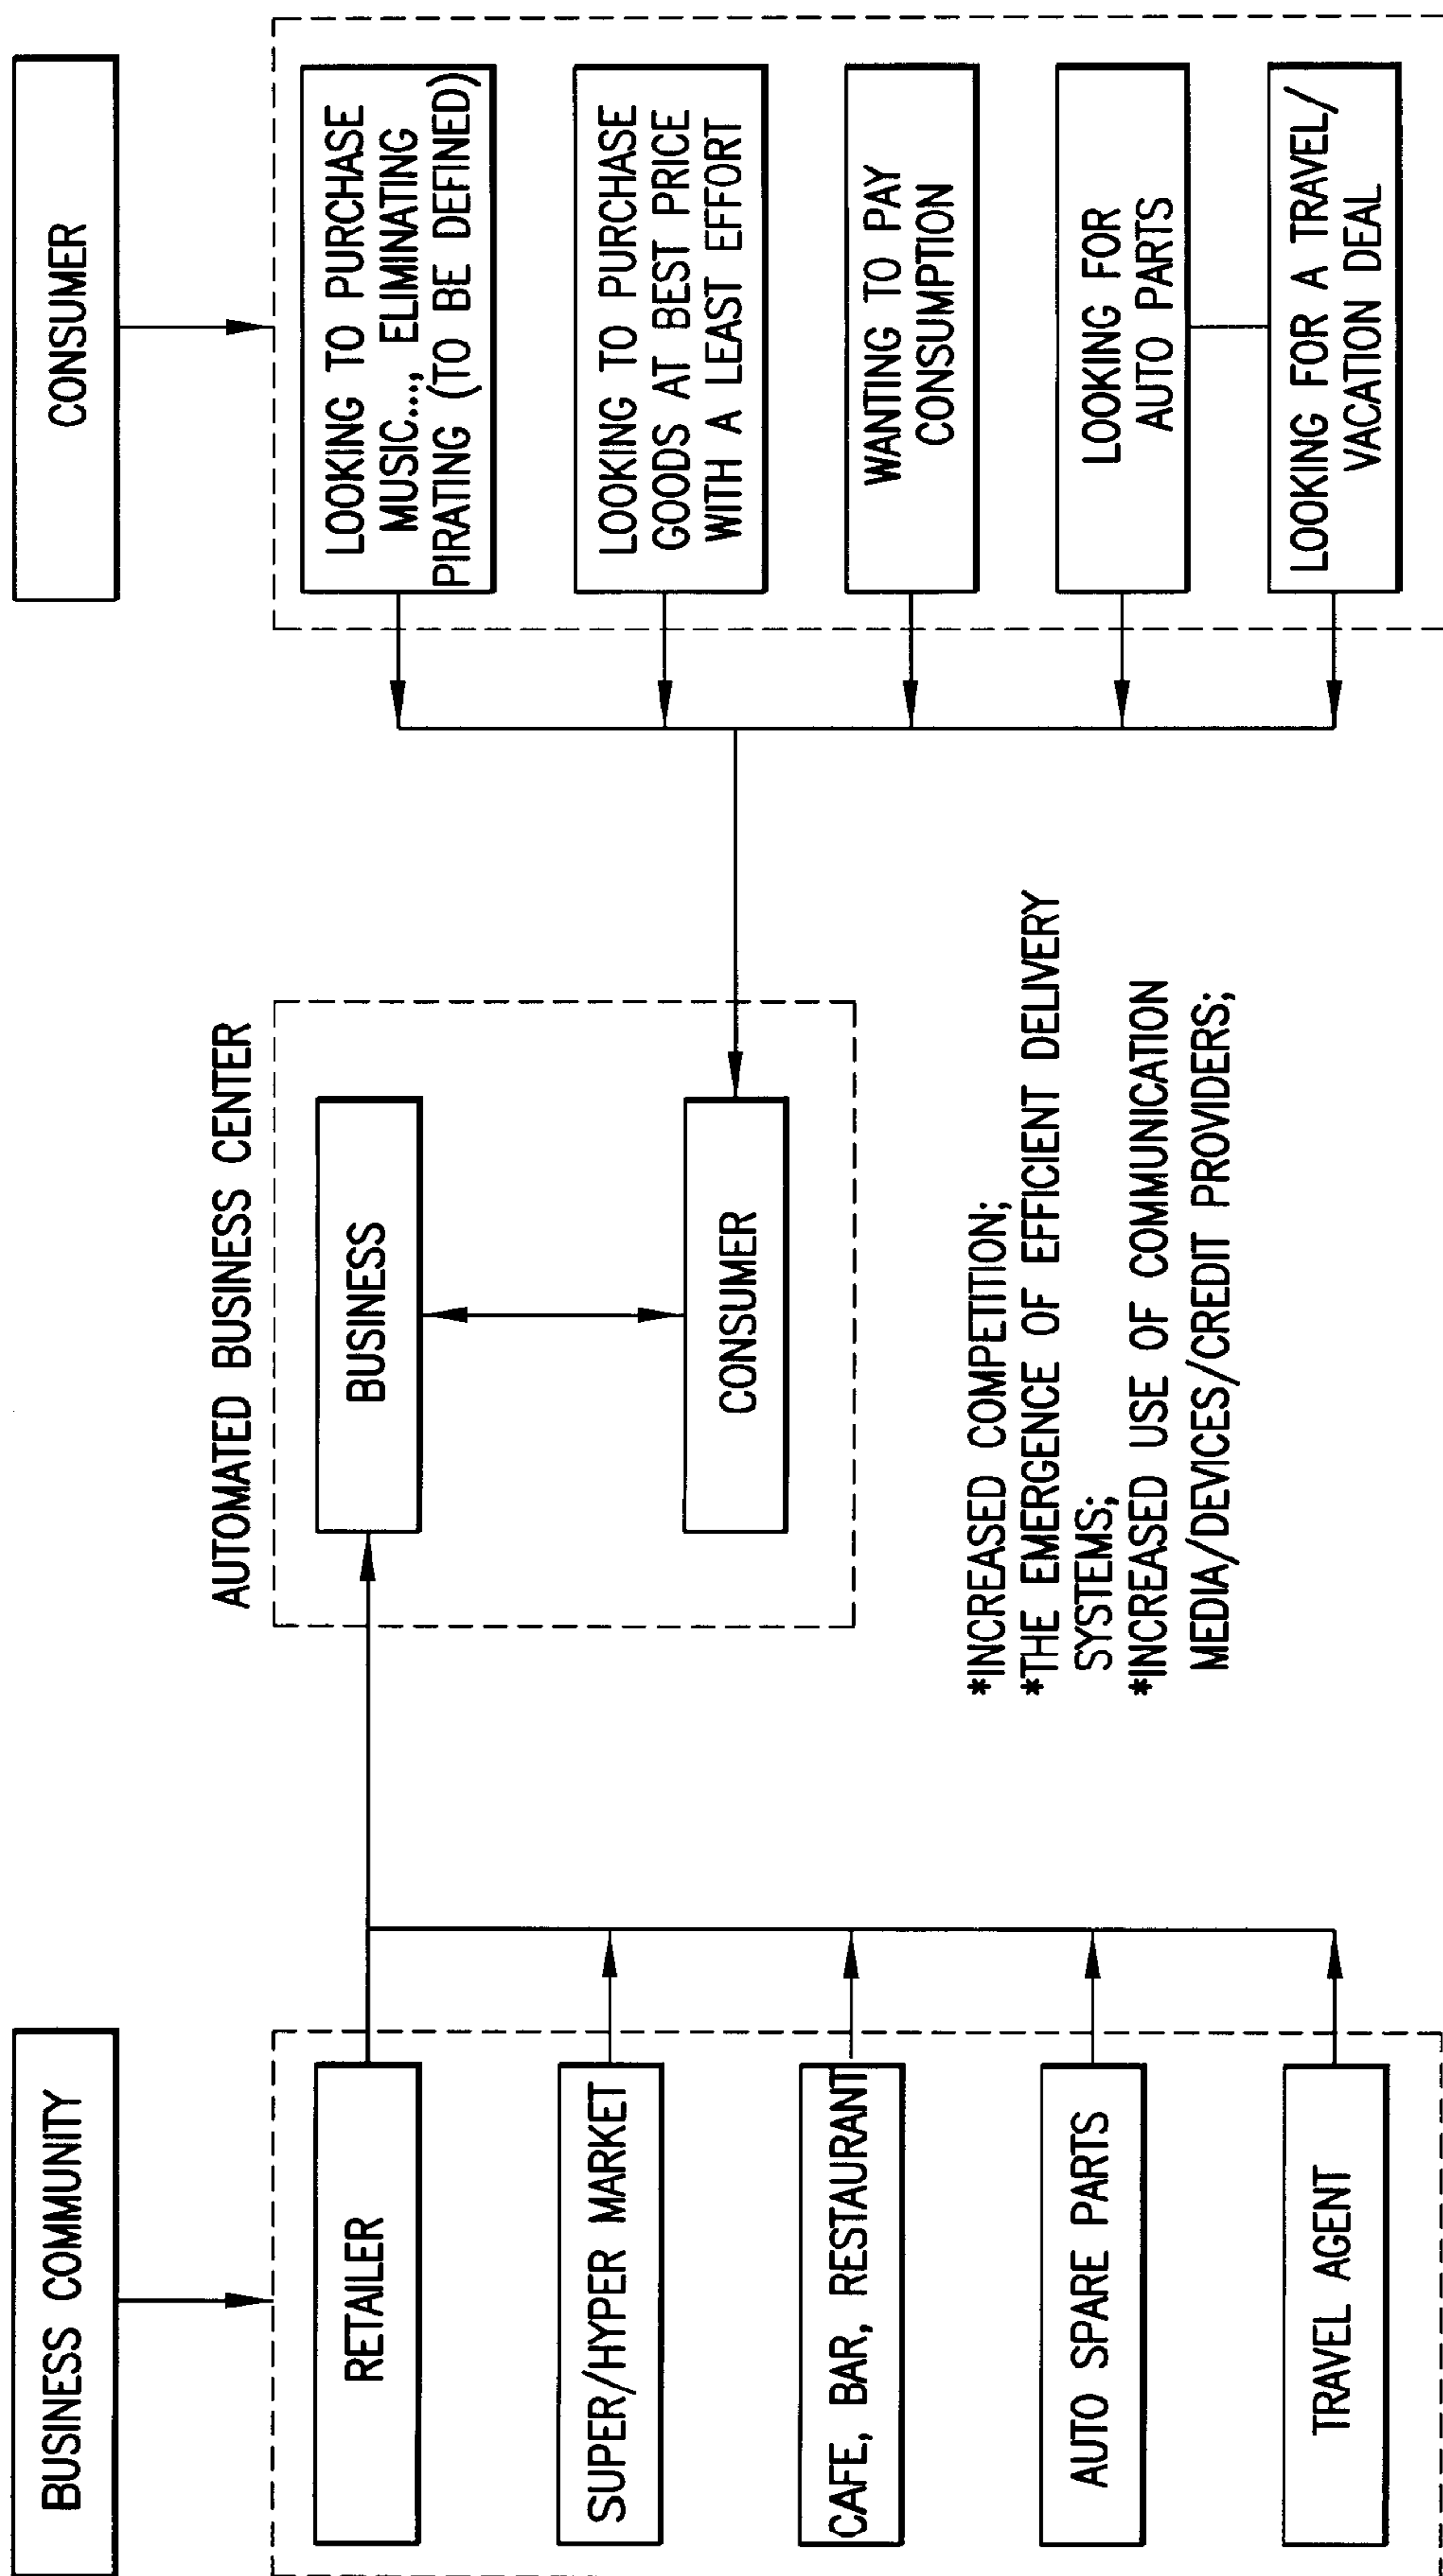 BUSINESS COMMUNITY
RETAILER
SUPER/HYPER MARKET
CAFE, BAR, RESTAURANT
AUTO SPARE PARTS
TRAVEL AGENT
AUTOMATED BUSINESS CENTER
BUSINESS
CONSUMER
*INCREASED COMPETITION;
*THE EMERGENCE OF EFFICIENT DELIVERY
SYSTEMS;
*INCREASED USE OF COMMUNICATION
MEDIA/DEVICES/CREDIT PROVIDERS;
CONSUMER
LOOKING TO PURCHASE
MUSIC..., ELIMINATING
PIRATING (TO BE DEFINED)
LOOKING TO PURCHASE
GOODS AT BEST PRICE
WITH A LEAST EFFORT
WANTING TO PAY
CONSUMPTION
LOOKING FOR
AUTO PARTS
LOOKING FOR A TRAVEL/
VACATION DEAL